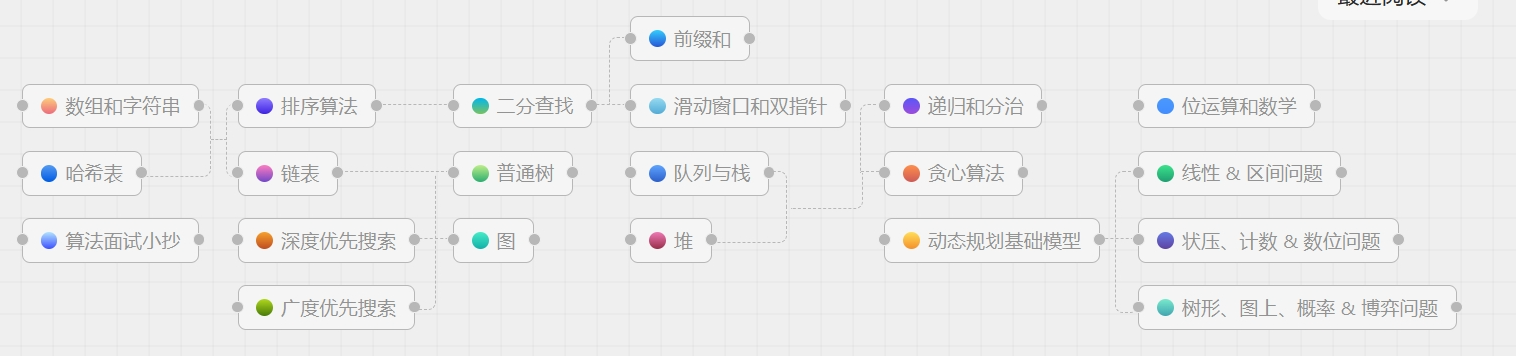 最近阅读
前缀和
数组和字符串
排序算法
二分查找
滑动窗口和双指针
递归和分治
位运算和数学
哈希表
链表
普通树
队列与栈
贪心算法
线性 & 区间问题
算法面试小抄
深度优先搜索
图
堆
动态规划基础模型
状压、计数 & 数位问题
广度优先搜索
树形、图上、概率 & 博弈问题